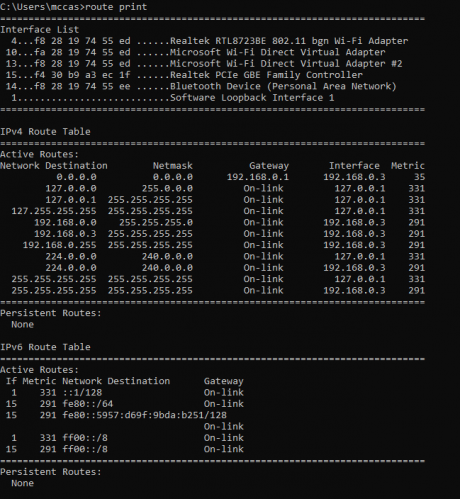 C:\Users\mccas>route print
===========================================================================
Interface List
  4...f8 28 19 74 55 ed ......Realtek RTL8723BE 802.11 bgn Wi-Fi Adapter
 10...fa 28 19 74 55 ed ......Microsoft Wi-Fi Direct Virtual Adapter
 13...f8 28 19 74 55 ed ......Microsoft Wi-Fi Direct Virtual Adapter #2
 15...f4 30 b9 a3 ec 1f ......Realtek PCIe GBE Family Controller
 14...f8 28 19 74 55 ee ......Bluetooth Device (Personal Area Network)
  1...........................Software Loopback Interface 1
===========================================================================
IPv4 Route Table
===========================================================================
Active Routes:
Network Destination        Netmask          Gateway       Interface  Metric
          0.0.0.0          0.0.0.0      192.168.0.1      192.168.0.3     35
        127.0.0.0        255.0.0.0         On-link         127.0.0.1    331
        127.0.0.1  255.255.255.255         On-link         127.0.0.1    331
  127.255.255.255  255.255.255.255         On-link         127.0.0.1    331
      192.168.0.0    255.255.255.0         On-link       192.168.0.3    291
      192.168.0.3  255.255.255.255         On-link       192.168.0.3    291
    192.168.0.255  255.255.255.255         On-link       192.168.0.3    291
        224.0.0.0        240.0.0.0         On-link         127.0.0.1    331
        224.0.0.0        240.0.0.0         On-link       192.168.0.3    291
  255.255.255.255  255.255.255.255         On-link         127.0.0.1    331
  255.255.255.255  255.255.255.255         On-link       192.168.0.3    291
===========================================================================
Persistent Routes:
  None
IPv6 Route Table
===========================================================================
Active Routes:
 If Metric Network Destination      Gateway
  1    331 ::1/128                  On-link
 15    291 fe80::/64                On-link
 15    291 fe80::5957:d69f:9bda:b251/128
                                    On-link
  1    331 ff00::/8                 On-link
 15    291 ff00::/8                 On-link
===========================================================================
Persistent Routes:
  None